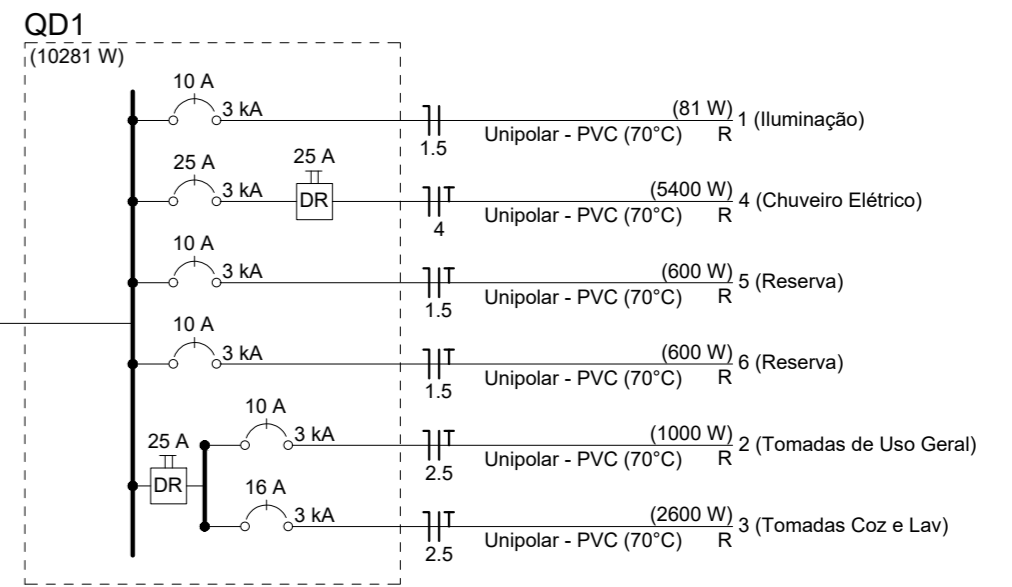 QD1
(10281 W)
10 A
3 kA
1.5
Unipolar - PVC (70°C)
(81 W)
R
1 (Iluminação)
25 A
3 kA
25 A
DR
4
Unipolar - PVC (70°C)
(5400 W)
R
4 (Chuveiro Elétrico)
10 A
3 kA
1.5
Unipolar - PVC (70°C)
(600 W)
R
5 (Reserva)
10 A
3 kA
1.5
Unipolar - PVC (70°C)
(600 W)
R
6 (Reserva)
25 A
DR
10 A
3 kA
2.5
Unipolar - PVC (70°C)
(1000 W)
R
2 (Tomadas de Uso Geral)
16 A
3 kA
2.5
Unipolar - PVC (70°C)
(2600 W)
R
3 (Tomadas Coz e Lav)